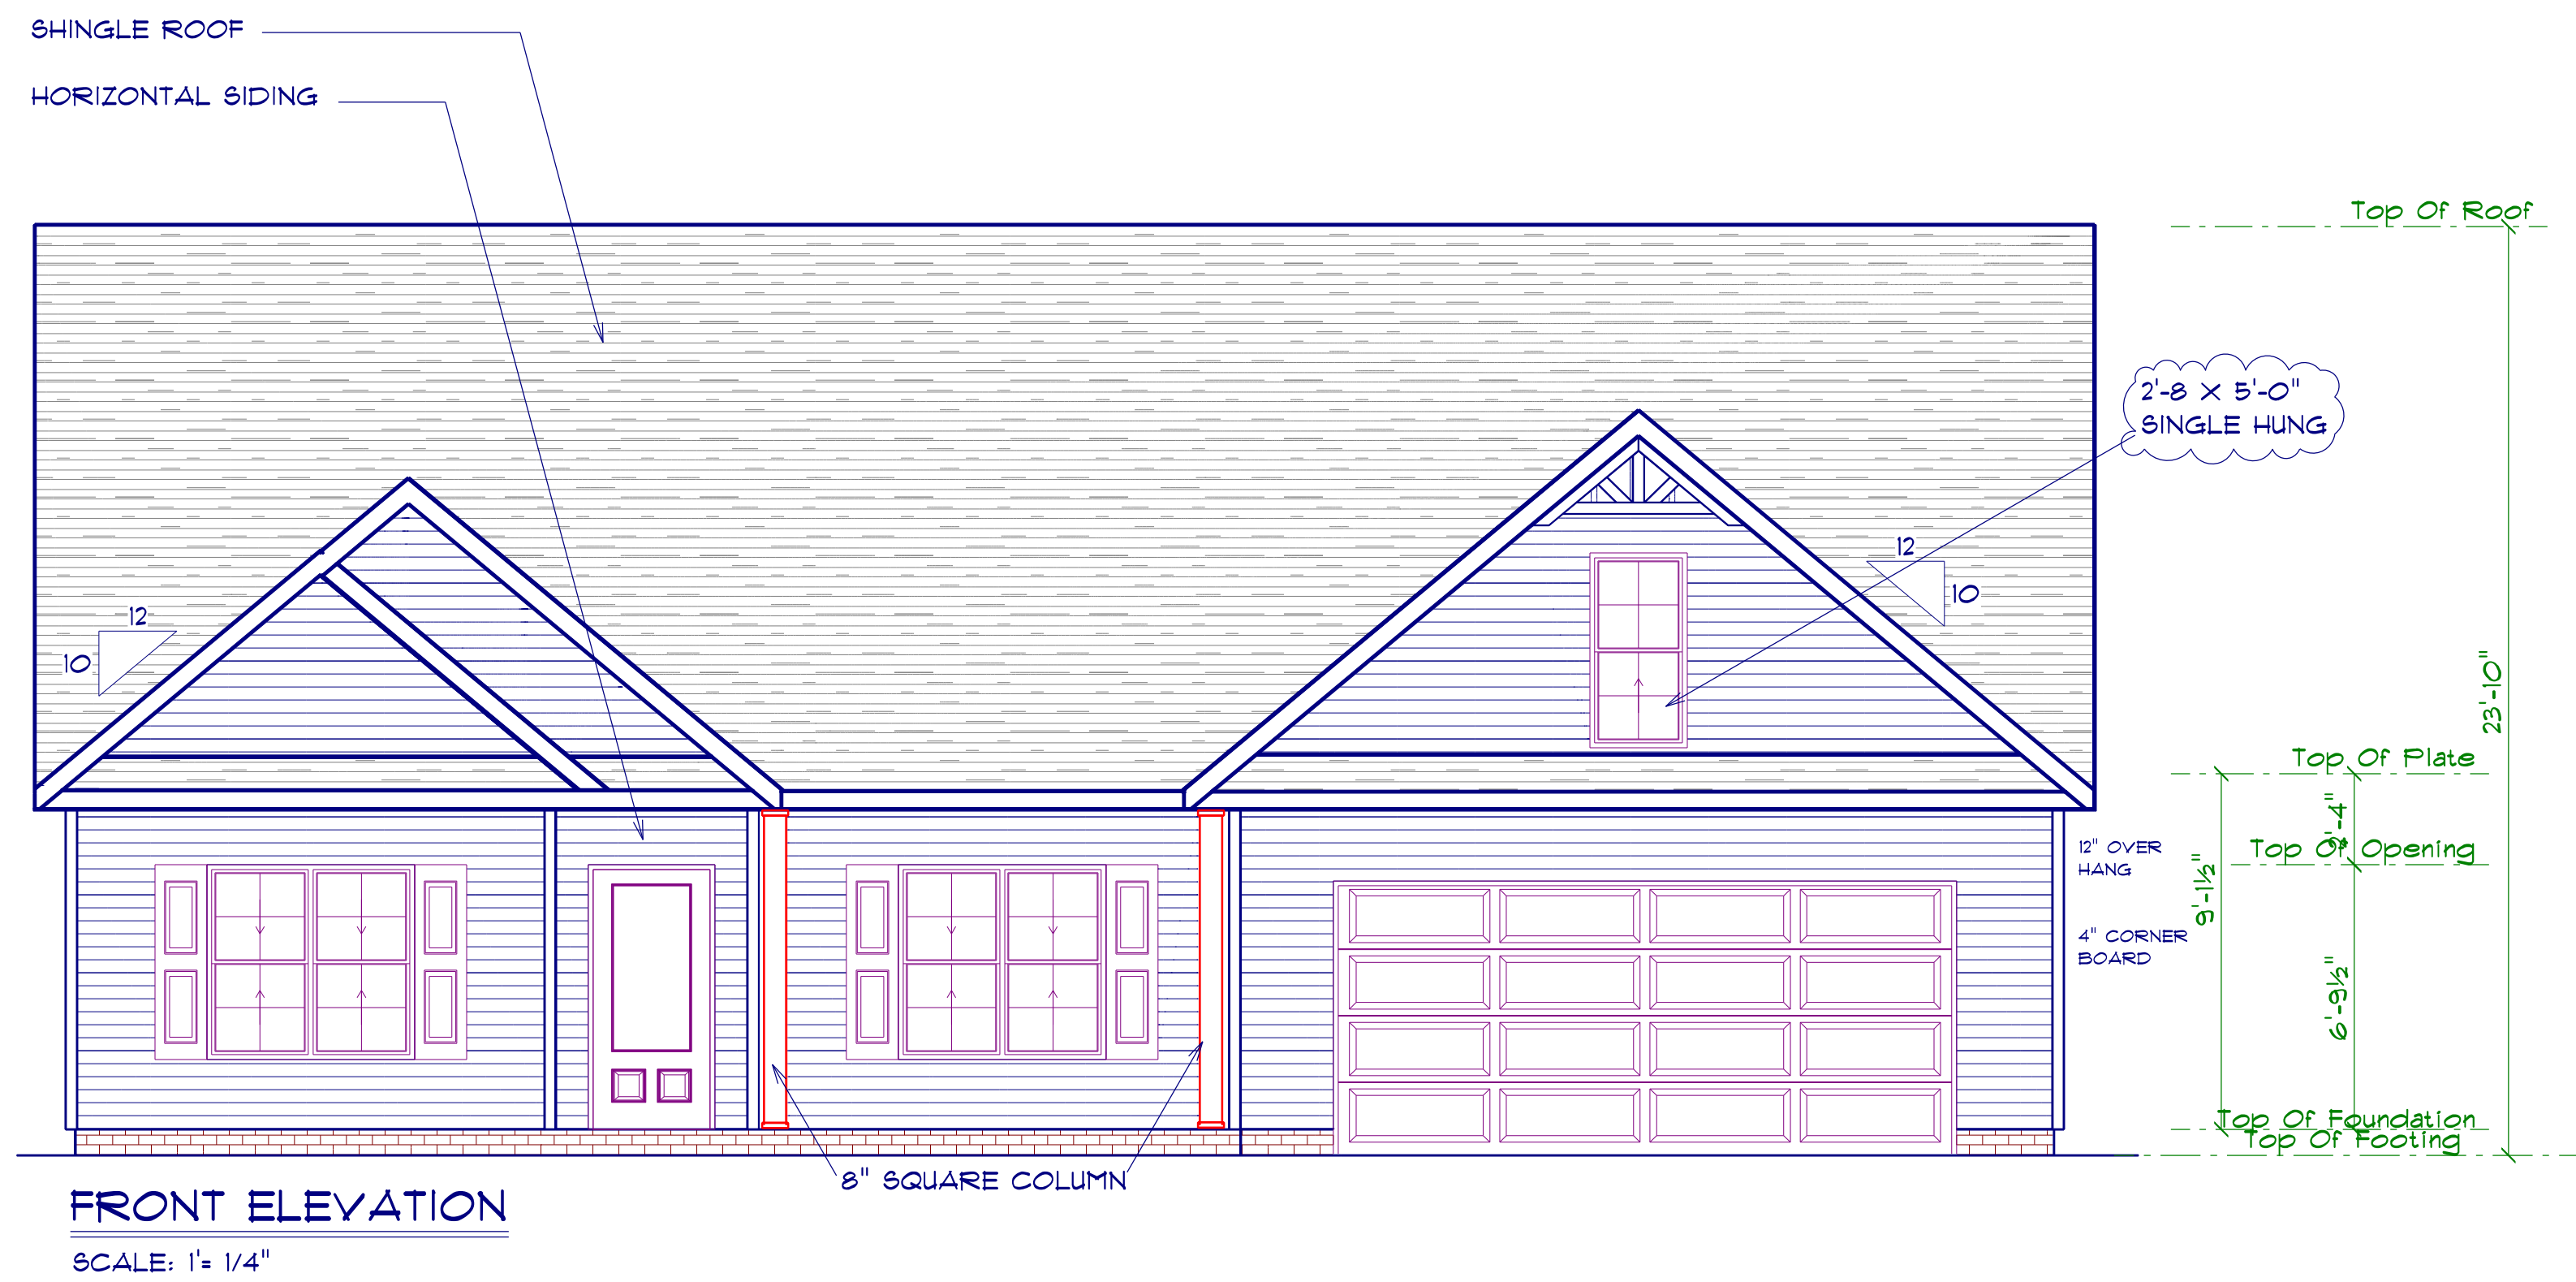 SHINGLE ROOF
HORIZONTAL SIDING
Top Of Roof
2'-8 X 5'-0"
SINGLE HUNG
12
10
12
10
23'-10"
Top Of Plate
2'-4"
12" OVER
HANG
Top Of Opening
9'-1½"
4" CORNER
BOARD
6'-9½"
Top Of Foundation
Top Of Footing
8" SQUARE COLUMN
FRONT ELEVATION
SCALE: 1'= 1/4"